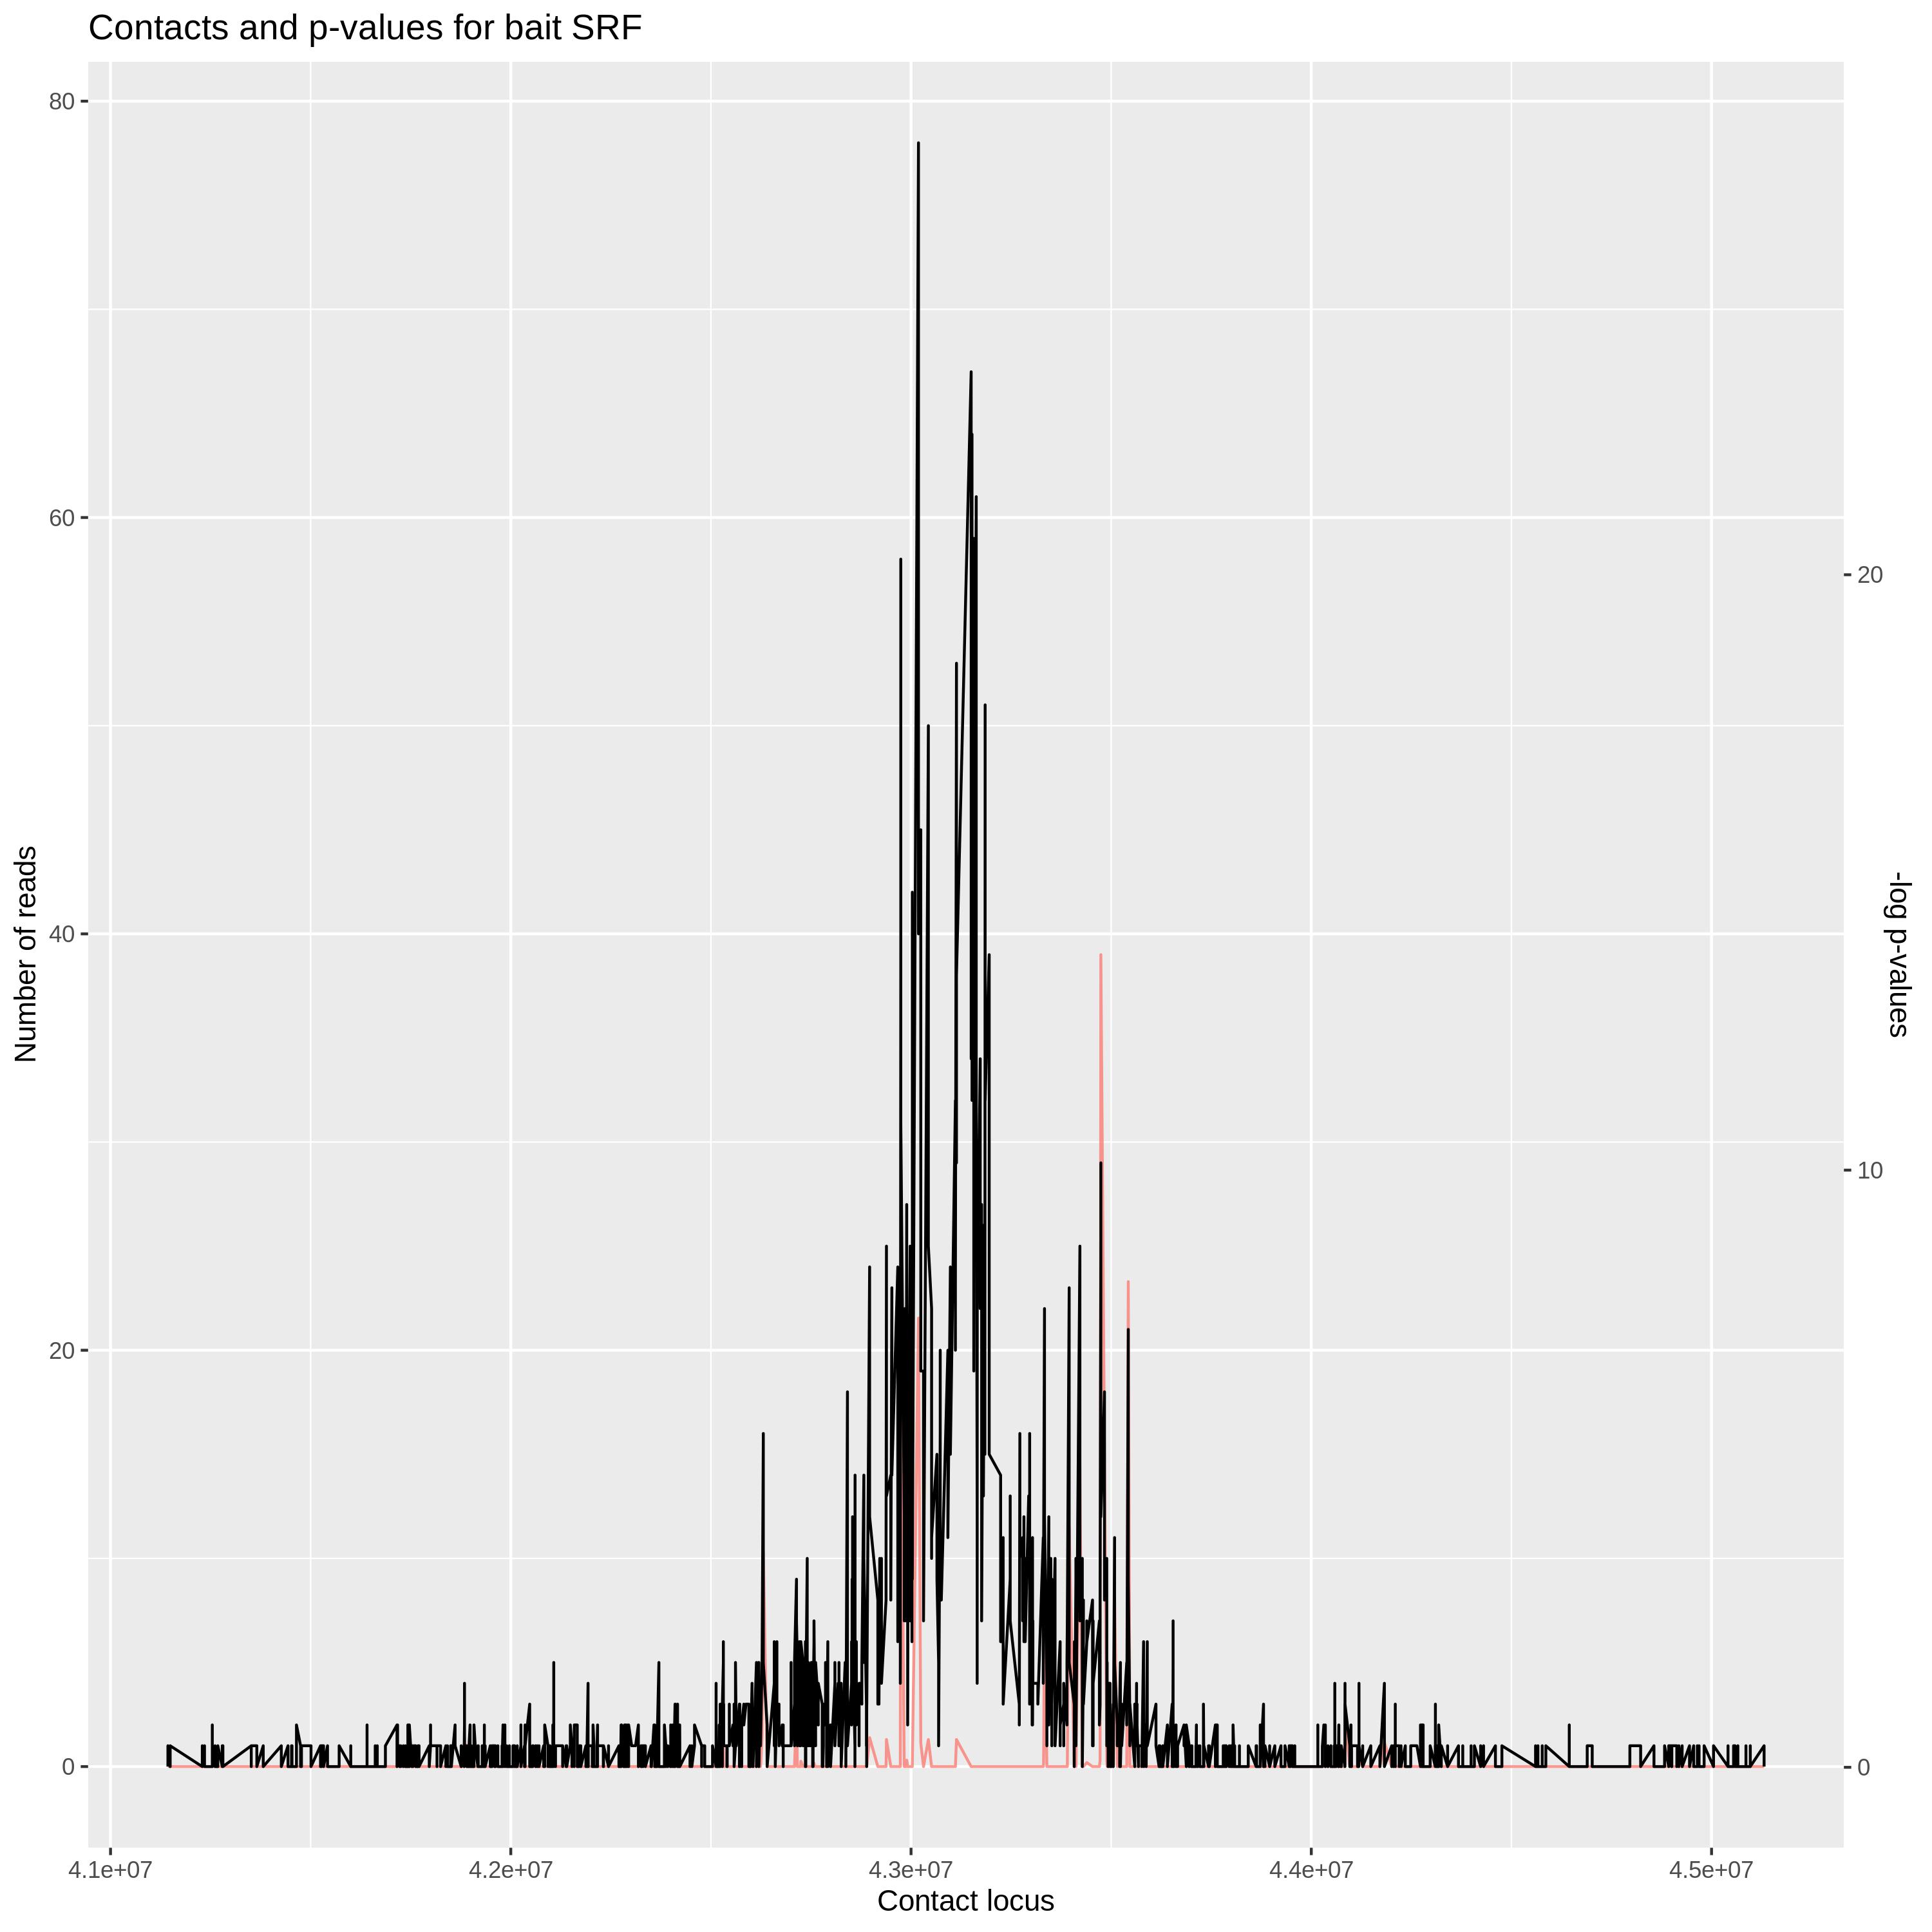 Contacts and p-values for bait SRF
80
60
40
20
0
Number of reads
20
10
0
-log p-values
4.1e+07
4.2e+07
4.3e+07
4.4e+07
4.5e+07
Contact locus